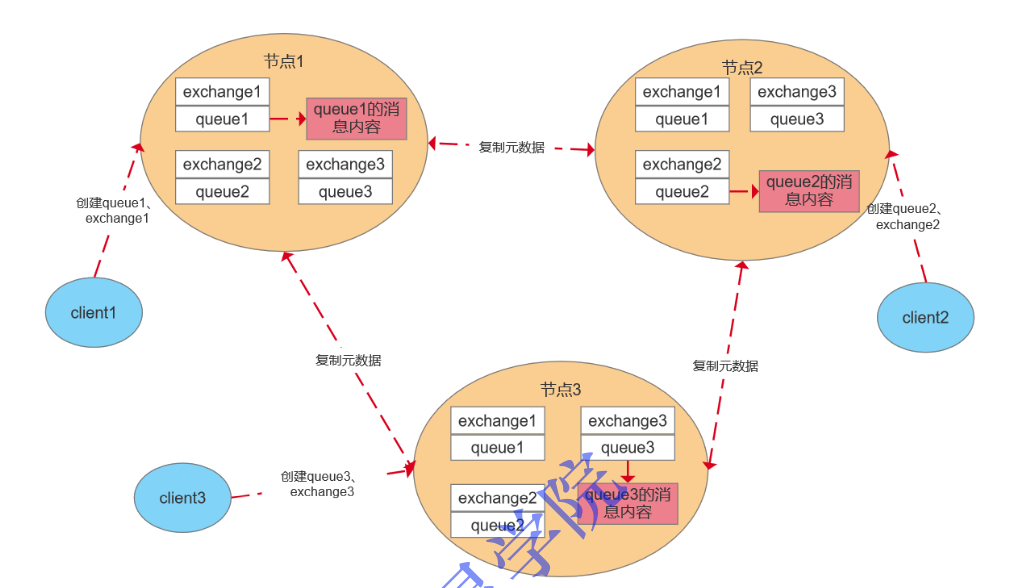 节点1
exchange1
queue1
queue1的消
息内容
exchange2
queue2
exchange3
queue3
节点2
exchange1
queue1
exchange3
queue3
exchange2
queue2
queue2的消
息内容
复制元数据
创建queue1、
exchange1
client1
创建queue2、
exchange2
client2
复制元数据
复制元数据
节点3
exchange1
queue1
exchange3
queue3
queue3的消
息内容
exchange2
queue2
创建queue3、
exchange3
client3
学院